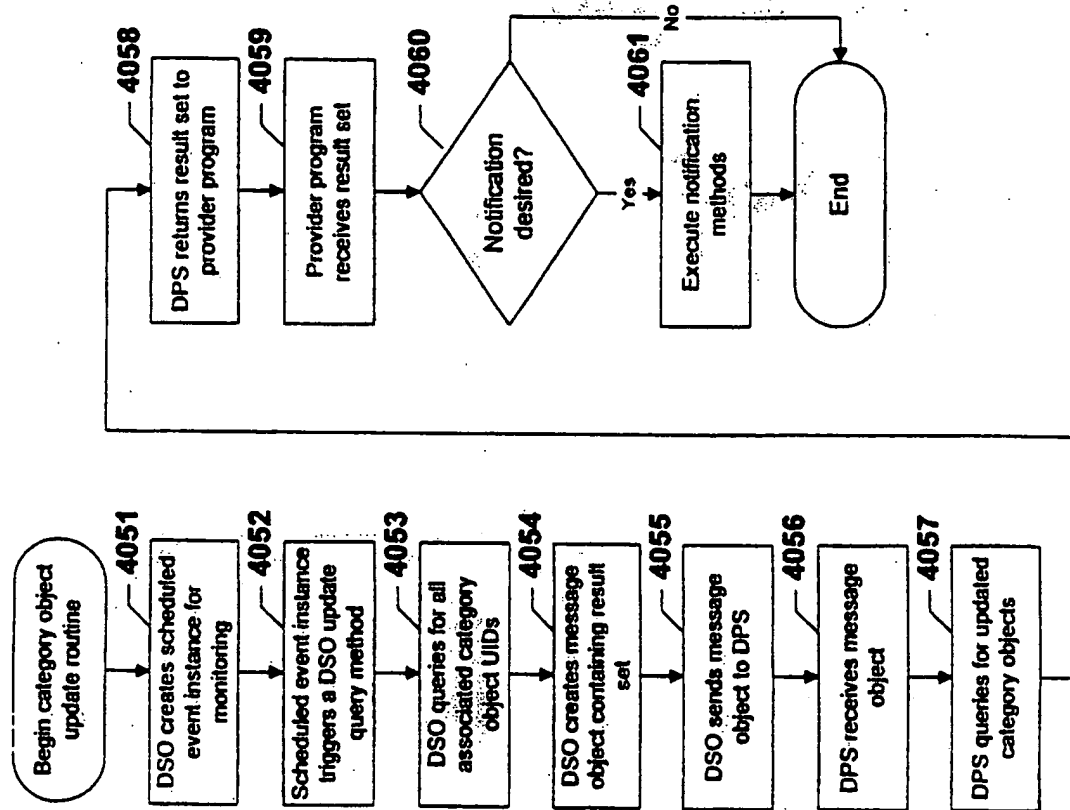 Begin category object
update routine
4051
DSO creates scheduled
event instance for
monitoring
4052
Scheduled event instance
triggers a DSO update
query method
4053
DSO queries for all
associated category
object UIDs
4054
DSO creates message
object containing result
set
4055
DSO sends message
object to DPS
4056
DPS receives message
object
4057
DPS queries for updated
category objects
4058
DPS returns result set to
provider program
4059
Provider program
receives result set
4060
Notification
desired?
No
Yes
4061
Execute notification
methods
End